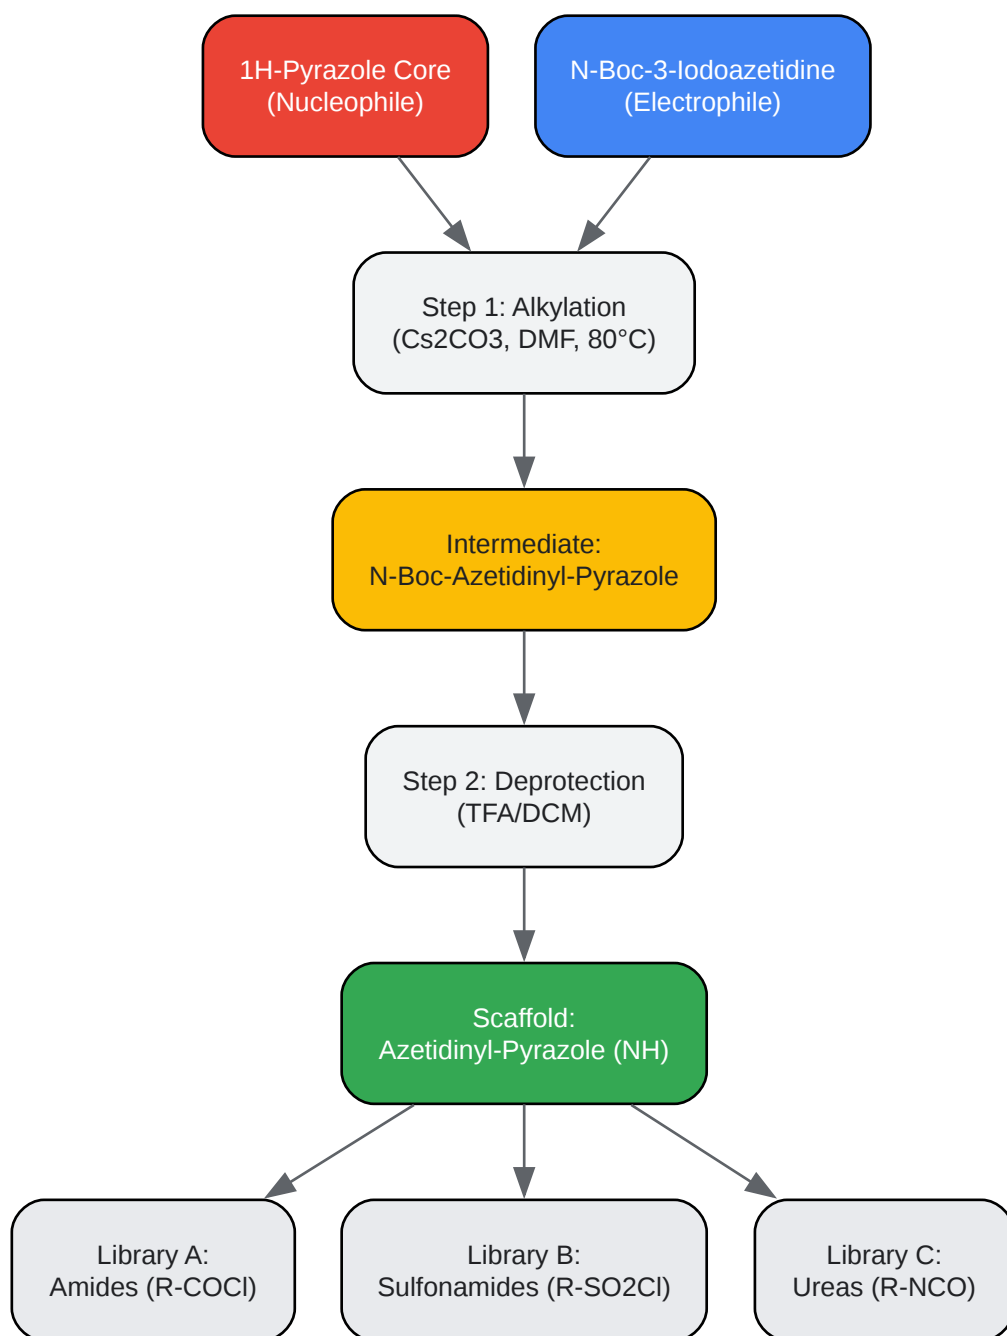 1H-Pyrazole Core
(Nucleophile)
N-Boc-3-Iodoazetidine
(Electrophile)
Step 1: Alkylation
(Cs2CO3, DMF, 80°C)
Intermediate:
N-Boc-Azetidinyl-Pyrazole
Step 2: Deprotection
(TFA/DCM)
Scaffold:
Azetidinyl-Pyrazole (NH)
Library A:
Amides (R-COCl)
Library B:
Sulfonamides (R-SO2Cl)
Library C:
Ureas (R-NCO)